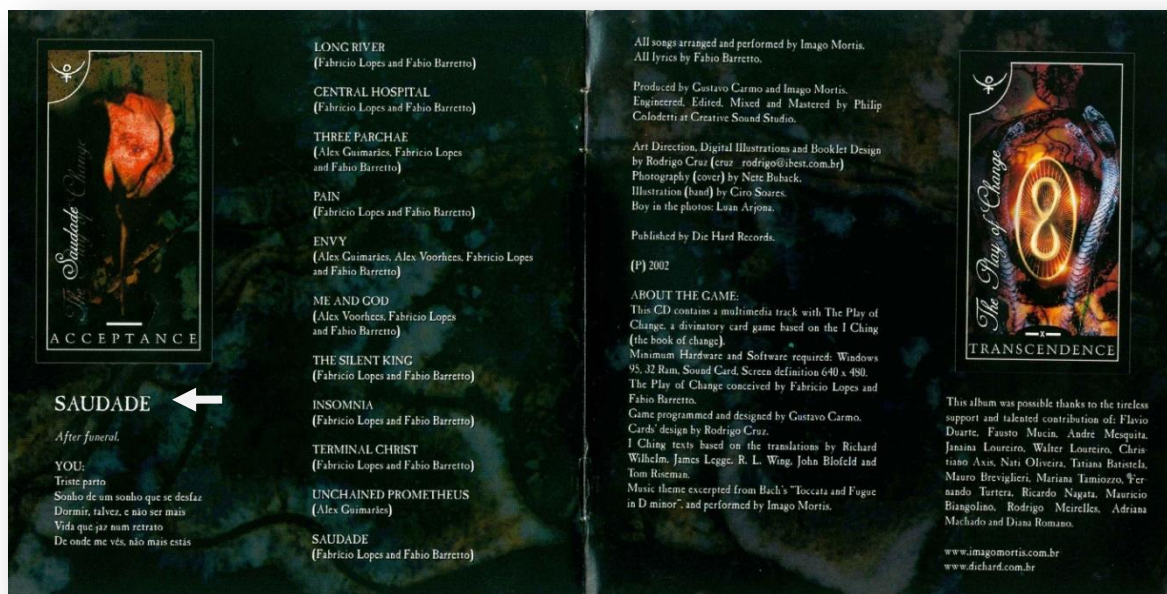 The Saudade Change
ACCEPTANCE
SAUDADE
After funeral.
YOU:
Triste parto
Sonho de um sonho que se desfaz
Dormir, talvez, e não ser mais
Vida que jaz num retrato
De onde me vês, não mais estás
LONG RIVER
(Fabricio Lopes and Fabio Barretto)
CENTRAL HOSPITAL
(Fabricio Lopes and Fabio Barretto)
THREE PARCHAE
(Alex Guimarães, Fabricio Lopes
and Fabio Barretto)
PAIN
(Fabricio Lopes and Fabio Barretto)
ENVY
(Alex Guimarães, Alex Voorhees, Fabricio Lopes
and Fabio Barretto)
ME AND GOD
(Alex Voorhees, Fabricio Lopes
and Fabio Barretto)
THE SILENT KING
(Fabricio Lopes and Fabio Barretto)
INSOMNIA
(Fabricio Lopes and Fabio Barretto)
TERMINAL CHRIST
(Fabricio Lopes and Fabio Barretto)
UNCHAINED PROMETHEUS
(Alex Guimarães)
SAUDADE
(Fabricio Lopes and Fabio Barretto)
All songs arranged and performed by Imago Mortis.
All lyrics by Fabio Barretto.
Produced by Gustavo Carmo and Imago Mortis.
Engineered, Edited, Mixed and Mastered by Philip
Colodetti at Creative Sound Studio.
Art Direction, Digital Illustrations and Booklet Design
by Rodrigo Cruz (cruz_rodrigo@ibest.com.br)
Photography (cover) by Nete Buback.
Illustration (band) by Ciro Soares.
Boy in the photos: Luan Arjona.
Published by Die Hard Records.
(P) 2002
ABOUT THE GAME:
This CD contains a multimedia track with The Play of
Change, a divinatory card game based on the I Ching
(the book of change).
Minimum Hardware and Software required: Windows
95, 32 Ram, Sound Card, Screen definition 640 x 480.
The Play of Change conceived by Fabricio Lopes and
Fabio Barretto.
Game programmed and designed by Gustavo Carmo.
Cards' design by Rodrigo Cruz.
I Ching texts based on the translations by Richard
Wilhelm, James Legge, R. L. Wing, John Blofeld and
Tom Riseman.
Music theme excerpted from Bach's "Toccata and Fugue
in D minor", and performed by Imago Mortis.
The Play of Change
X
TRANSCENDENCE
This album was possible thanks to the tireless
support and talented contribution of: Flavio
Duarte, Fausto Mucin, André Mesquita,
Janaina Loureiro, Walter Loureiro, Chris-
tiano Axis, Nati Oliveira, Tatiana Batistela,
Mauro Breviglieri, Mariana Tamiozzo, Fer-
nando Turtera, Ricardo Nagata, Mauricio
Biangolino, Rodrigo Meirelles, Adriana
Machado and Diana Romano.
www.imagomortis.com.br
www.diehard.com.br